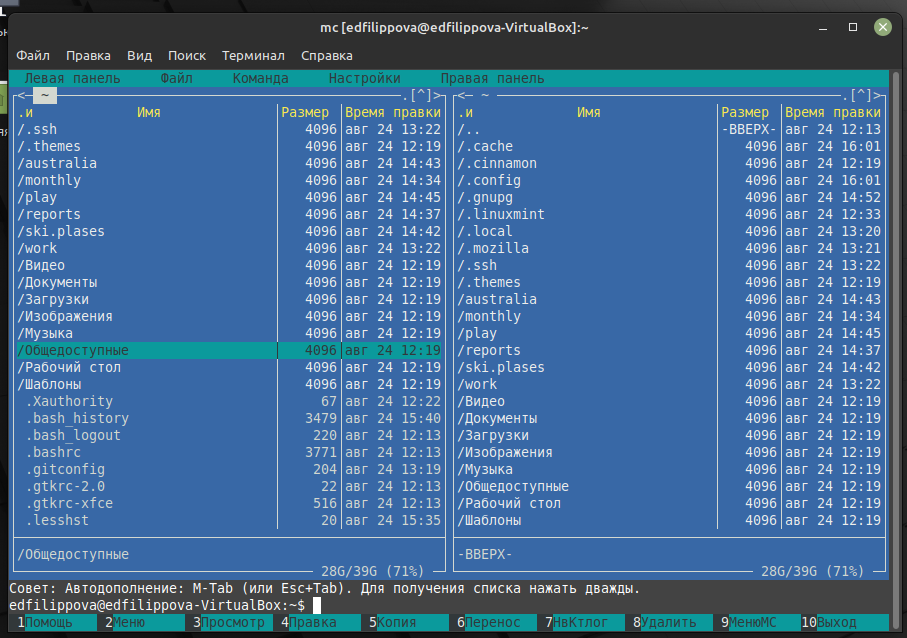 mc [edfilippova@edfilippova-VirtualBox]:~
Файл Правка Вид Поиск Терминал Справка
Левая панель Файл Команда Настройки Правая панель
<- ~ .[^]> <- ~ .[^]>
.и Имя Размер Время правки .и Имя Размер Время правки
/.ssh 4096 авг 24 13:22 /.. -ВВЕРХ- авг 24 12:13
/.themes 4096 авг 24 12:19 /.cache 4096 авг 24 16:01
/australia 4096 авг 24 14:43 /.cinnamon 4096 авг 24 12:19
/monthly 4096 авг 24 14:34 /.config 4096 авг 24 16:01
/play 4096 авг 24 14:45 /.gnupg 4096 авг 24 14:52
/reports 4096 авг 24 14:37 /.linuxmint 4096 авг 24 12:33
/ski.plases 4096 авг 24 14:42 /.local 4096 авг 24 13:20
/work 4096 авг 24 13:22 /.mozilla 4096 авг 24 13:21
/Видео 4096 авг 24 12:19 /.ssh 4096 авг 24 13:22
/Документы 4096 авг 24 12:19 /.themes 4096 авг 24 12:19
/Загрузки 4096 авг 24 12:19 /australia 4096 авг 24 14:43
/Изображения 4096 авг 24 12:19 /monthly 4096 авг 24 14:34
/Музыка 4096 авг 24 12:19 /play 4096 авг 24 14:45
/Общедоступные 4096 авг 24 12:19 /reports 4096 авг 24 14:37
/Рабочий стол 4096 авг 24 12:19 /ski.plases 4096 авг 24 14:42
/Шаблоны 4096 авг 24 12:19 /work 4096 авг 24 13:22
.Xauthority 67 авг 24 12:22 /Видео 4096 авг 24 12:19
.bash_history 3479 авг 24 15:40 /Документы 4096 авг 24 12:19
.bash_logout 220 авг 24 12:13 /Загрузки 4096 авг 24 12:19
.bashrc 3771 авг 24 12:13 /Изображения 4096 авг 24 12:19
.gitconfig 204 авг 24 13:19 /Музыка 4096 авг 24 12:19
.gtkrc-2.0 22 авг 24 12:13 /Общедоступные 4096 авг 24 12:19
.gtkrc-xfce 516 авг 24 12:13 /Рабочий стол 4096 авг 24 12:19
.lesshst 20 авг 24 15:35 /Шаблоны 4096 авг 24 12:19
/Общедоступные -ВВЕРХ-
28G/39G (71%) 28G/39G (71%)
Совет: Автодополнение: M-Tab (или Esc+Tab). Для получения списка нажать дважды.
edfilippova@edfilippova-VirtualBox:~$
1Помощь 2Меню 3Просмотр 4Правка 5Копия 6Перенос 7НвКтлог 8Удалить 9МенюМС 10Выход